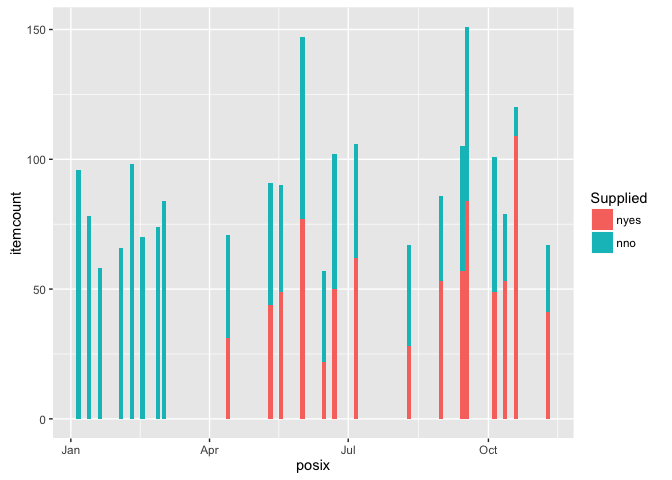 150
100
50
0
itemcount
Jan
Apr
Jul
Oct
posix
Supplied
nyes
nno